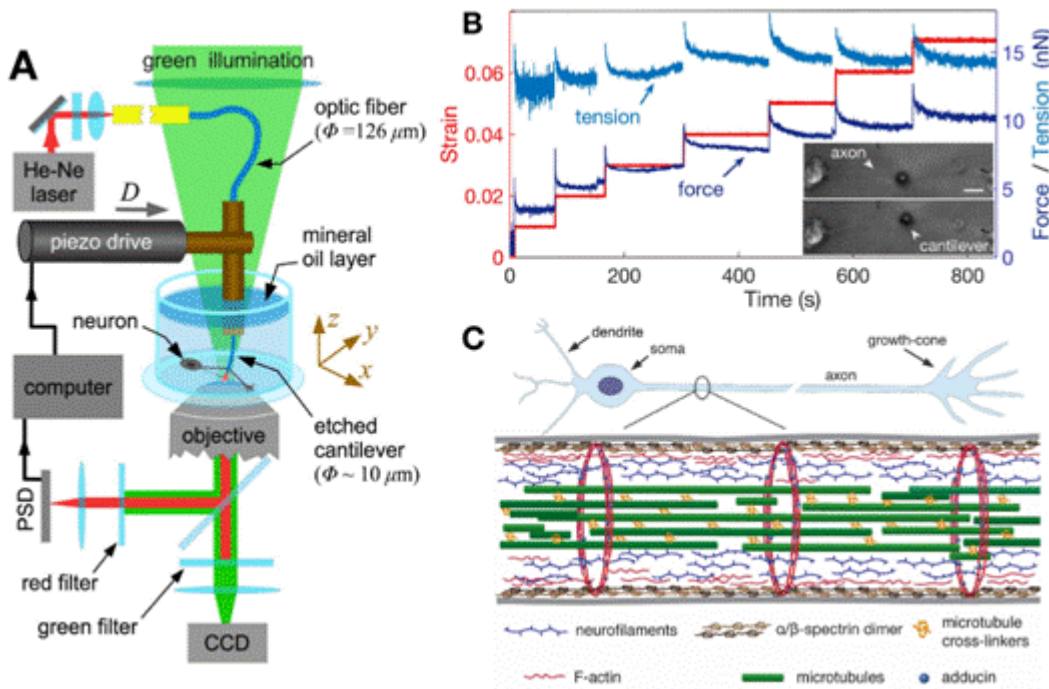 A
green illumination
optic fiber
(Φ =126 μm)
He-Ne
laser
D
piezo drive
mineral
oil layer
neuron
z
y
x
computer
objective
etched
cantilever
(Φ ~ 10 μm)
PSD
red filter
green filter
CCD
B
Strain
0.06
0.04
0.02
0
tension
force
axon
cantilever
15
10
5
0
Force / Tension (nN)
0
200
400
600
800
Time (s)
C
dendrite
soma
axon
growth-cone
neurofilaments
α/β-spectrin dimer
microtubule
cross-linkers
F-actin
microtubules
adducin